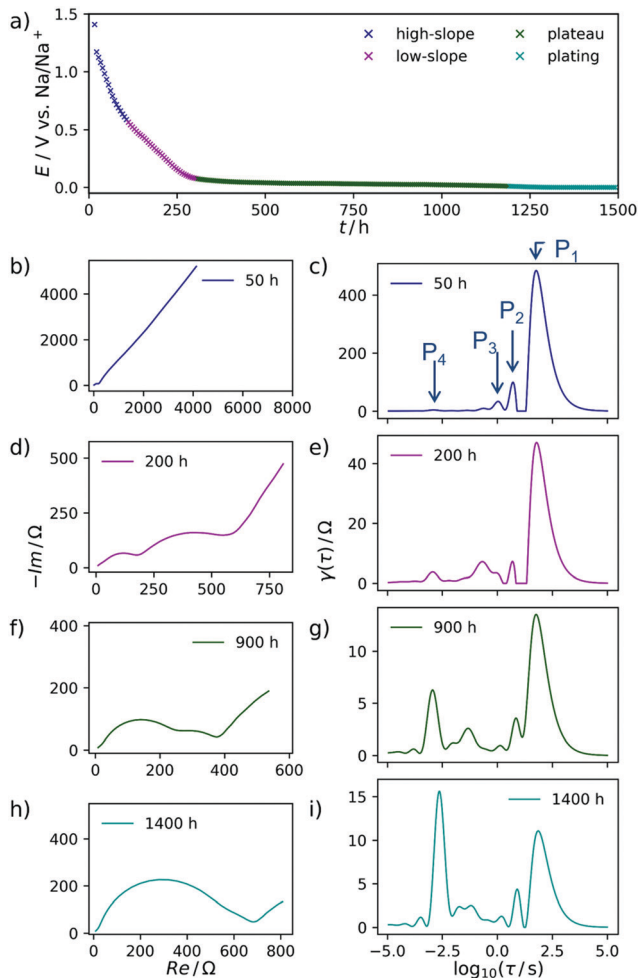 a)
1.5
1.0
0.5
0.0
E / V vs. Na/Na⁺
× high-slope
× low-slope
× plateau
× plating
0 250 500 750 1000 1250 1500
t / h
b)
4000
2000
0
50 h
0 2000 4000 6000 8000
c)
400
200
0
50 h
P₄
P₃
P₂
P₁
d)
500
250
0
200 h
0 250 500 750
e)
40
20
0
200 h
−Im / Ω
γ(τ) / Ω
f)
400
200
0
900 h
0 200 400 600
g)
10
5
0
900 h
h)
400
200
0
1400 h
0 200 400 600 800
Re / Ω
i)
15
10
5
0
1400 h
−5.0 −2.5 0.0 2.5 5.0
log₁₀(τ / s)